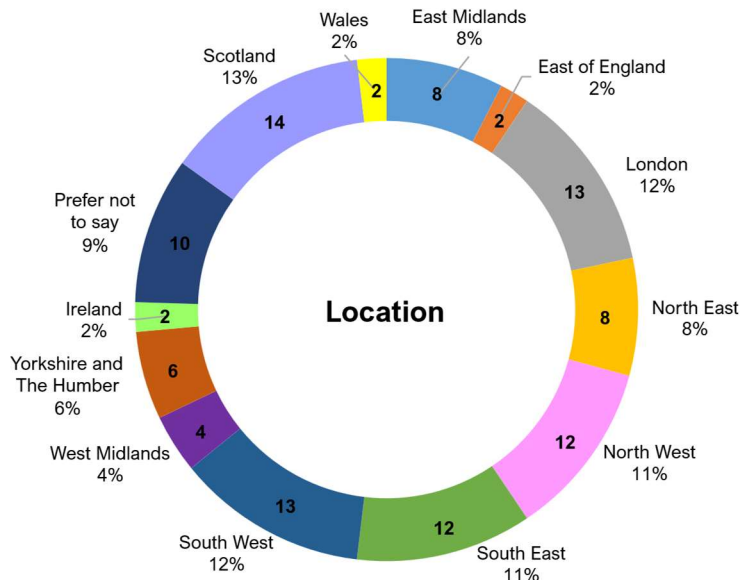 Wales
2%
2
East Midlands
8%
8
East of England
2%
2
London
12%
13
North East
8%
8
North West
11%
12
South East
11%
12
South West
12%
13
West Midlands
4%
4
Yorkshire and
The Humber
6%
6
Ireland
2%
2
Prefer not
to say
9%
10
Scotland
13%
14
Location